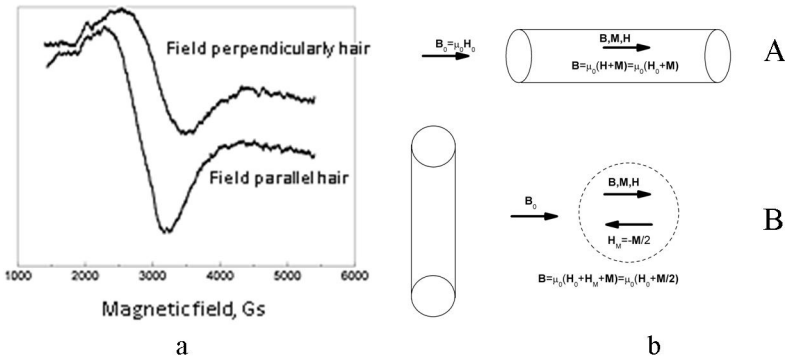 Field perpendicularly hair
Field parallel hair
1000 2000 3000 4000 5000 6000
Magnetic field, Gs
a
B₀=μ₀H₀
B,M,H
B=μ₀(H+M)=μ₀(H₀+M)
A
B₀
B,M,H
Hₘ=-M/2
B=μ₀(H₀+Hₘ+M)=μ₀(H₀+M/2)
B
b